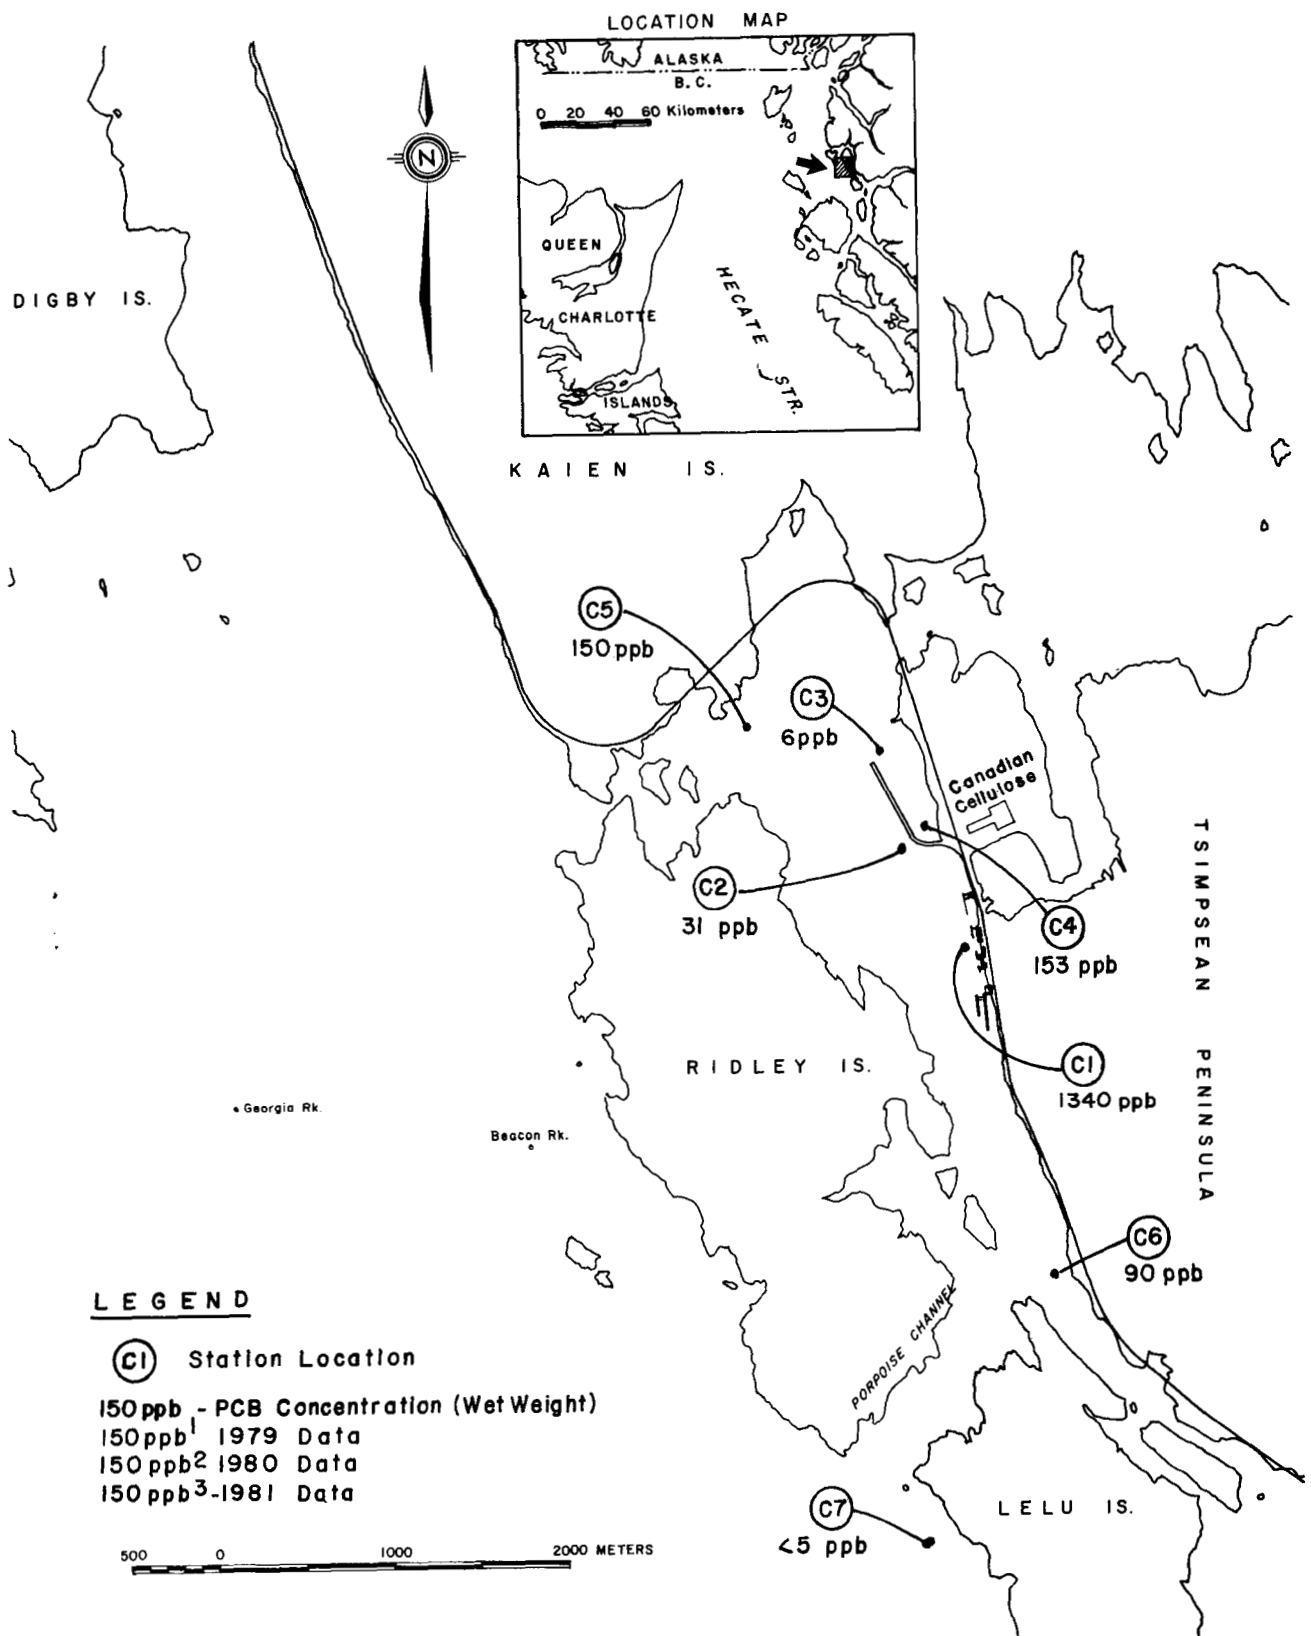 LOCATION MAP
ALASKA
B.C.
0 20 40 60 Kilometers
N
QUEEN
CHARLOTTE
ISLANDS
HECATE STR.
DIGBY IS.
KAIEN IS.
C5
150 ppb
C3
6 ppb
Canadian
Cellulose
C2
31 ppb
C4
153 ppb
TSIMPSEAN PENINSULA
RIDLEY IS.
C1
1340 ppb
Georgia Rk.
Beacon Rk.
C6
90 ppb
PORPOISE CHANNEL
LEGEND
C1 Station Location
150 ppb - PCB Concentration (Wet Weight)
150 ppb1 1979 Data
150 ppb2 1980 Data
150 ppb3-1981 Data
C7
<5 ppb
LELU IS.
500 0 1000 2000 METERS